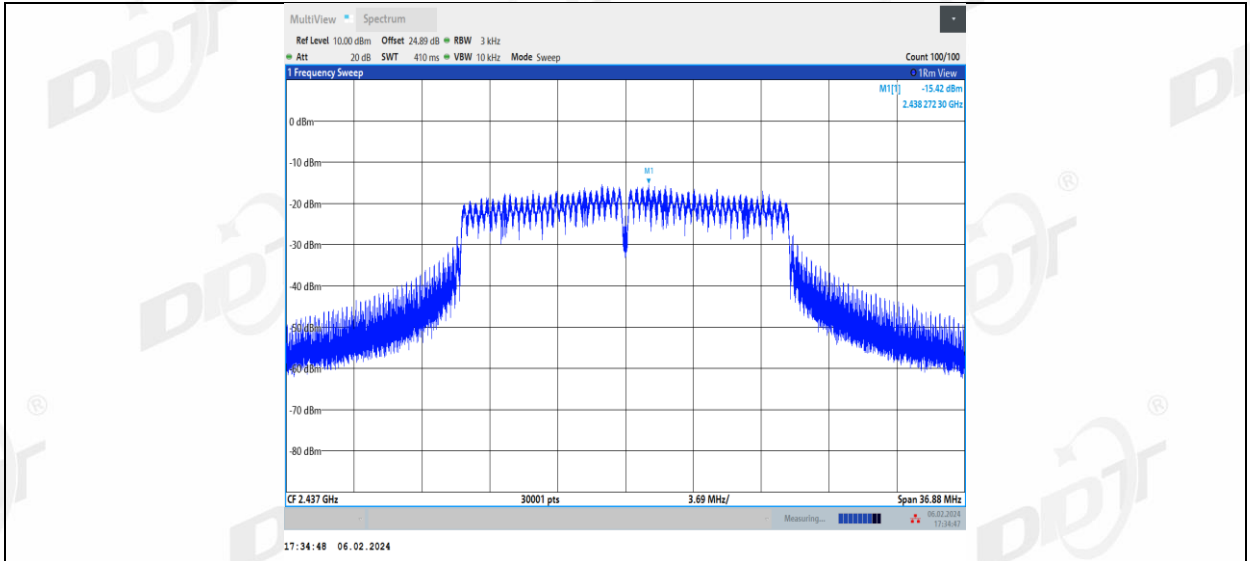 MultiView Spectrum
Ref Level 10.00 dBm Offset 24.89 dB RBW 3 kHz
Att 20 dB SWT 410 ms VBW 10 kHz Mode Sweep Count 100/100
1 Frequency Sweep 1Rm View
M1[1] -15.42 dBm
2.438 272 30 GHz
0 dBm
-10 dBm
M1
-20 dBm
-30 dBm
-40 dBm
-50 dBm
-60 dBm
-70 dBm
-80 dBm
CF 2.437 GHz 30001 pts 3.69 MHz/ Span 36.88 MHz
Measuring... 06.02.2024
17:34:47
17:34:48 06.02.2024
DDT ®